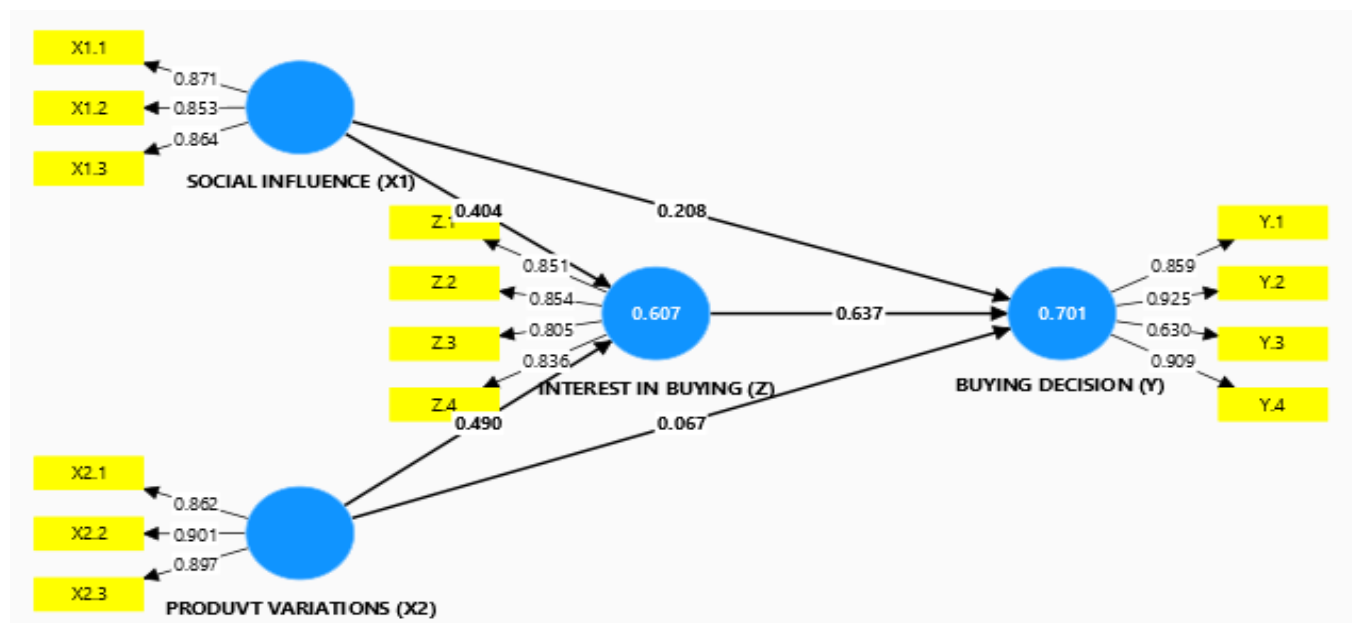 X1.1
0.871
X1.2
0.853
0.864
X1.3
SOCIAL INFLUENCE (X1)
0.404
0.208
Z.1
0.851
Z.2
0.854
0.607
0.637
0.805
Z.3
0.836
INTEREST IN BUYING (Z)
Z.4
0.490
0.067
Y.1
0.859
Y.2
0.925
0.701
0.630
Y.3
0.909
BUYING DECISION (Y)
Y.4
X2.1
0.862
X2.2
0.901
0.897
X2.3
PRODUVT VARIATIONS (X2)